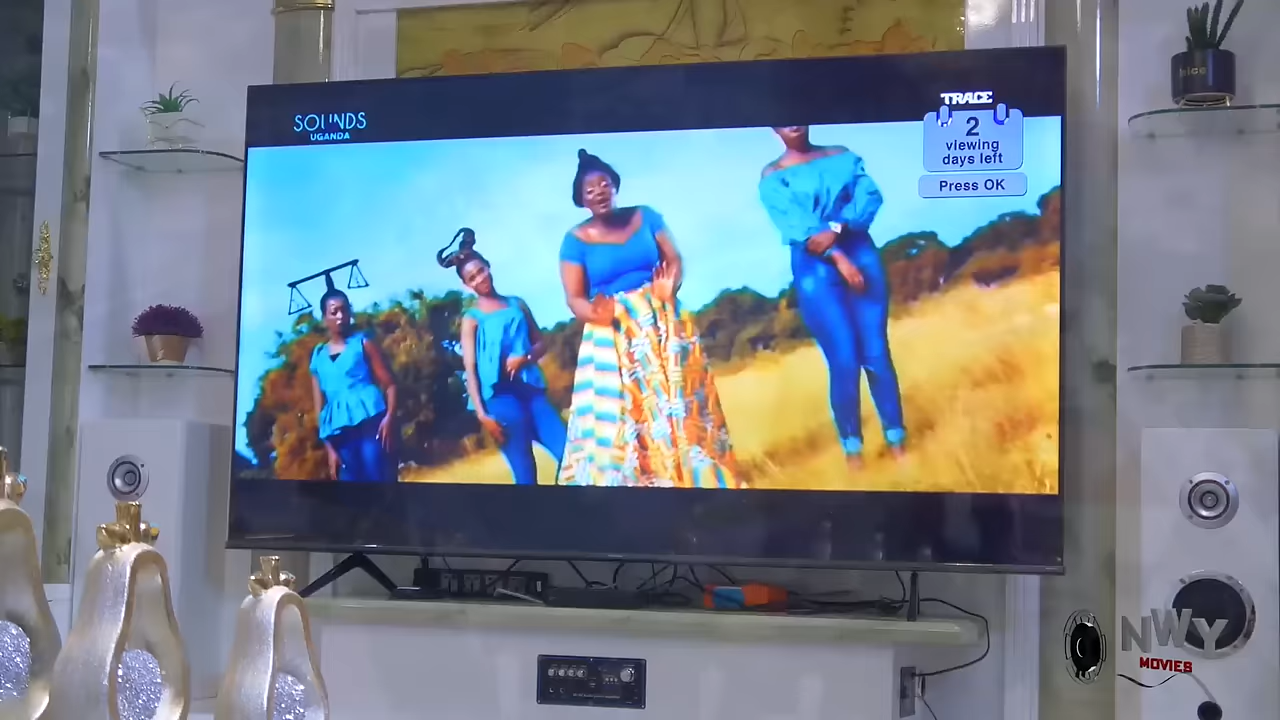 SOUNDS
UGANDA
TRACE
2
viewing
days left
Press OK
NWY
MOVIES